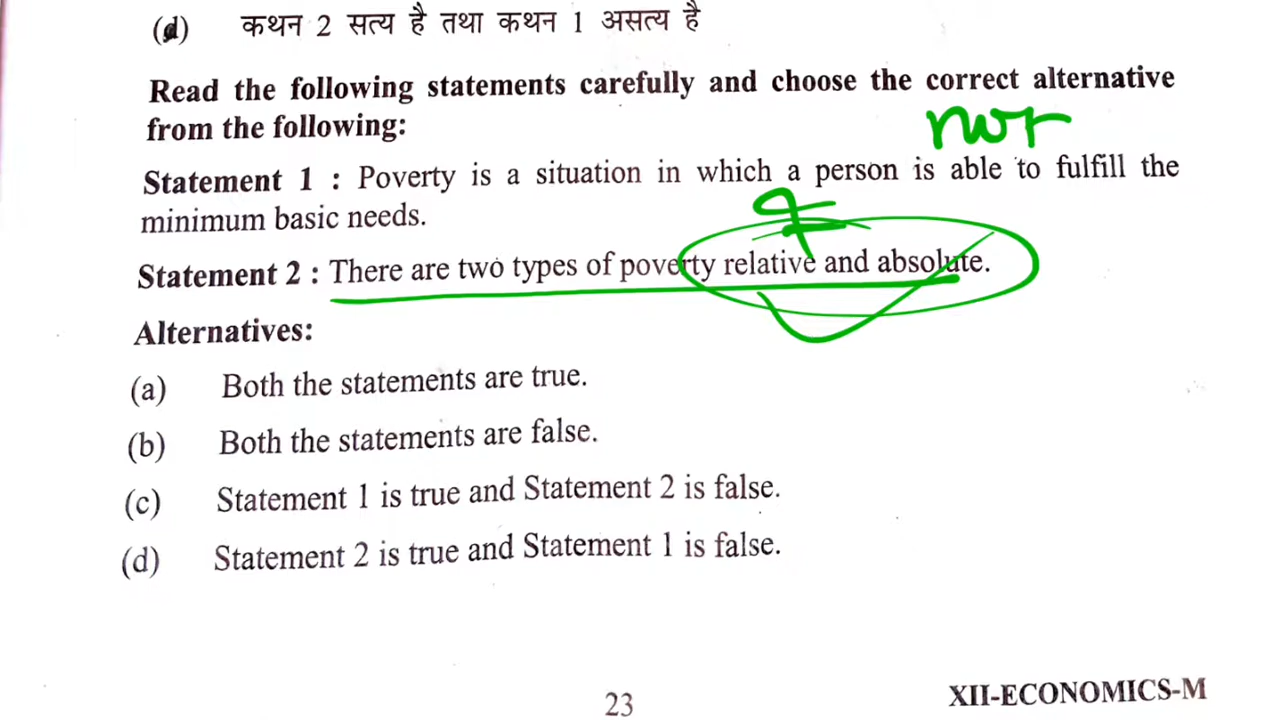 (d) कथन 2 सत्य है तथा कथन 1 असत्य है
Read the following statements carefully and choose the correct alternative
from the following:
not
Statement 1 : Poverty is a situation in which a person is able to fulfill the
minimum basic needs.
Statement 2 : There are two types of poverty relative and absolute.
Alternatives:
(a) Both the statements are true.
(b) Both the statements are false.
(c) Statement 1 is true and Statement 2 is false.
(d) Statement 2 is true and Statement 1 is false.
23 XII-ECONOMICS-M